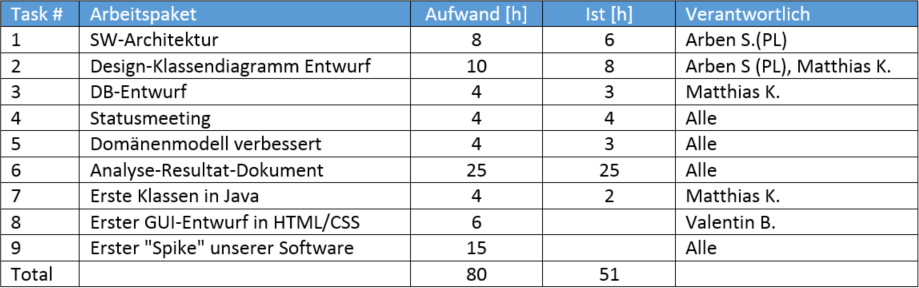 Task # Arbeitspaket Aufwand [h] Ist [h] Verantwortlich
1 SW-Architektur 8 6 Arben S.(PL)
2 Design-Klassendiagramm Entwurf 10 8 Arben S (PL), Matthias K.
3 DB-Entwurf 4 3 Matthias K.
4 Statusmeeting 4 4 Alle
5 Domänenmodell verbessert 4 3 Alle
6 Analyse-Resultat-Dokument 25 25 Alle
7 Erste Klassen in Java 4 2 Matthias K.
8 Erster GUI-Entwurf in HTML/CSS 6 Valentin B.
9 Erster "Spike" unserer Software 15 Alle
Total 80 51